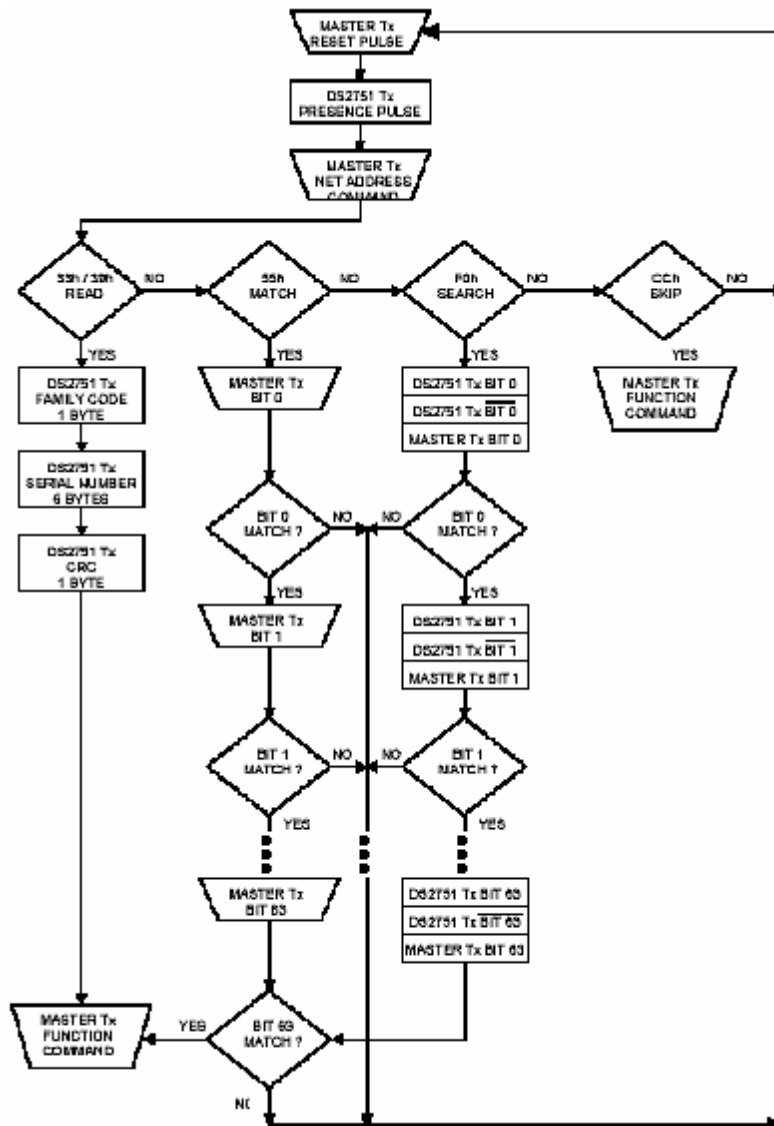 MASTER Tx
RESET PULSE
DS2751 Tx
PRESENCE PULSE
MASTER Tx
NET ADDRESS
COMMAND
33h / 39h
READ
NO
55h
MATCH
NO
F0h
SEARCH
NO
CCh
SKIP
NO
YES
YES
YES
YES
DS2751 Tx
FAMILY CODE
1 BYTE
MASTER Tx
BIT 0
DS2751 Tx BIT 0
DS2751 Tx BIT 0
MASTER Tx BIT 0
MASTER Tx
FUNCTION
COMMAND
DS2751 Tx
SERIAL NUMBER
6 BYTES
BIT 0
MATCH ?
NO
NO
BIT 0
MATCH ?
DS2751 Tx
CRC
1 BYTE
YES
YES
MASTER Tx
BIT 1
DS2751 Tx BIT 1
DS2751 Tx BIT 1
MASTER Tx BIT 1
BIT 1
MATCH ?
NO
NO
BIT 1
MATCH ?
YES
YES
MASTER Tx
BIT 63
DS2751 Tx BIT 63
DS2751 Tx BIT 63
MASTER Tx BIT 63
MASTER Tx
FUNCTION
COMMAND
YES
BIT 63
MATCH ?
NO